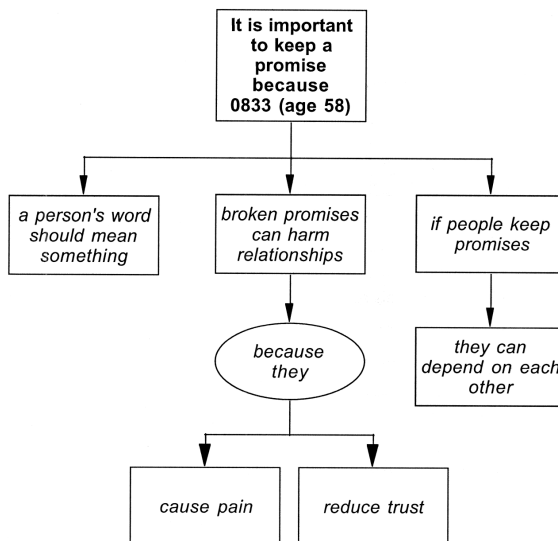 It is important
to keep a
promise
because
0833 (age 58)
a person's word
should mean
something
broken promises
can harm
relationships
if people keep
promises
because
they
they can
depend on each
other
cause pain
reduce trust